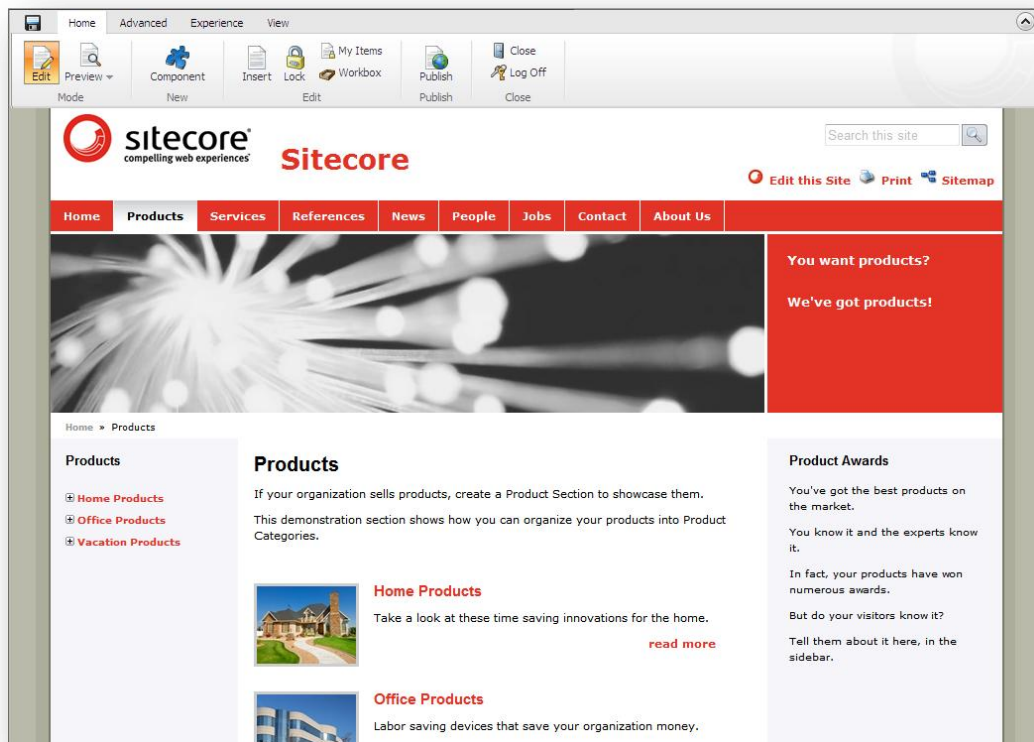 Home Advanced Experience View
Edit Preview Component Insert Lock My Items Workbox Publish Close Log Off
Mode New Edit Publish Close
sitecore®
compelling web experiences®
Sitecore
Search this site
Edit this Site Print Sitemap
Home Products Services References News People Jobs Contact About Us
You want products?
We've got products!
Home » Products
Products
Home Products
Office Products
Vacation Products
Products
If your organization sells products, create a Product Section to showcase them.
This demonstration section shows how you can organize your products into Product
Categories.
Home Products
Take a look at these time saving innovations for the home.
read more
Office Products
Labor saving devices that save your organization money.
Product Awards
You've got the best products on
the market.
You know it and the experts know
it.
In fact, your products have won
numerous awards.
But do your visitors know it?
Tell them about it here, in the
sidebar.